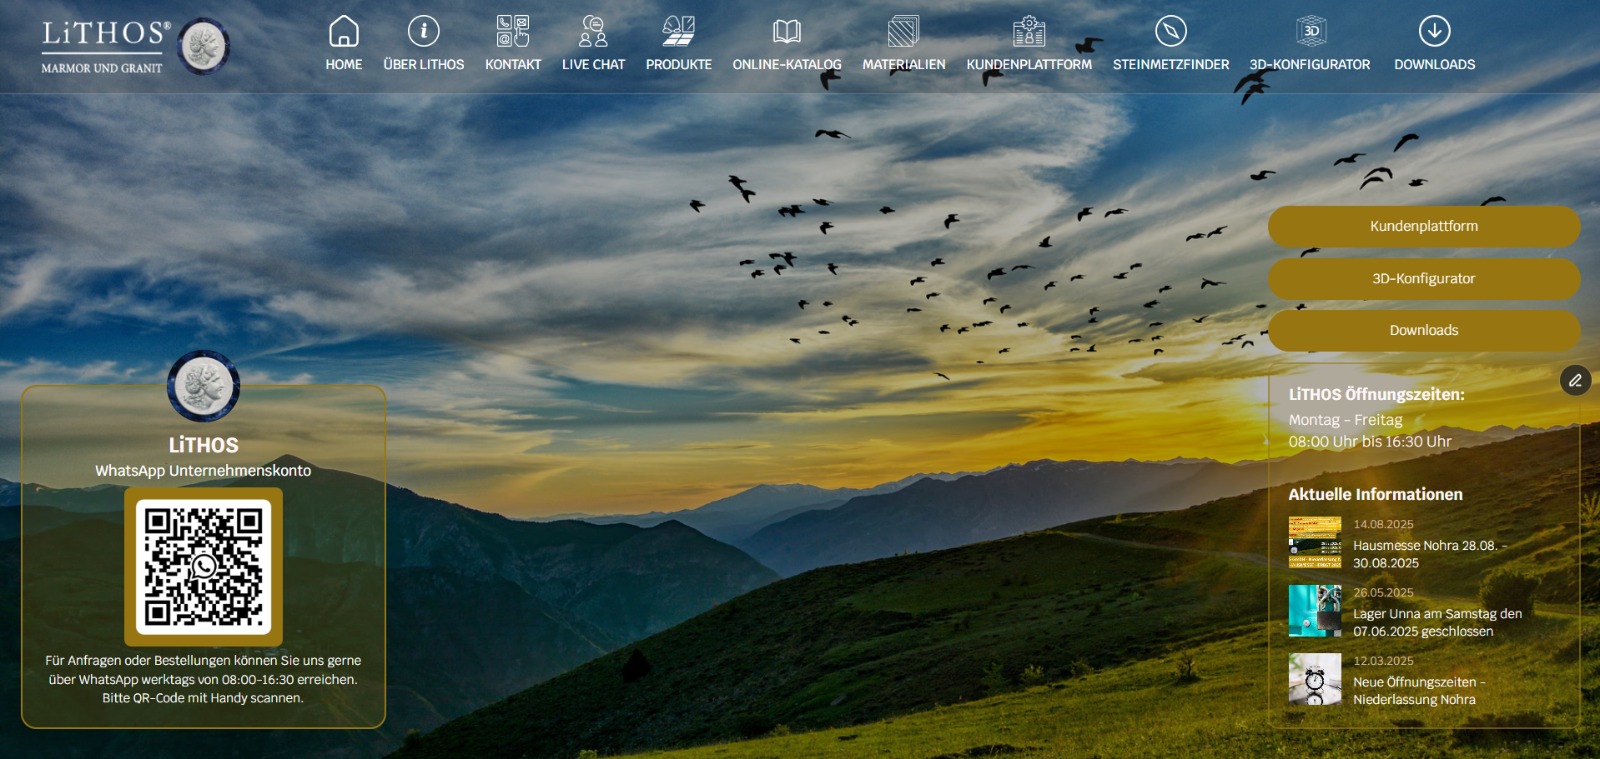 LiTHOS®
MARMOR UND GRANIT
HOME
ÜBER LITHOS
KONTAKT
LIVE CHAT
PRODUKTE
ONLINE-KATALOG
MATERIALIEN
KUNDENPLATTFORM
STEINMETZFINDER
3D
3D-KONFIGURATOR
DOWNLOADS
Kundenplattform
3D-Konfigurator
Downloads
LiTHOS
WhatsApp Unternehmenskonto
Für Anfragen oder Bestellungen können Sie uns gerne
über WhatsApp werktags von 08:00-16:30 erreichen.
Bitte QR-Code mit Handy scannen.
LiTHOS Öffnungszeiten:
Montag - Freitag
08:00 Uhr bis 16:30 Uhr
Aktuelle Informationen
14.08.2025
Hausmesse Nohra 28.08. -
30.08.2025
26.05.2025
Lager Unna am Samstag den
07.06.2025 geschlossen
12.03.2025
Neue Öffnungszeiten -
Niederlassung Nohra